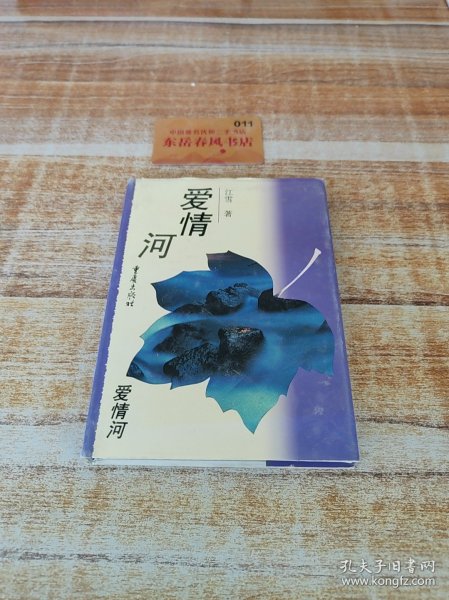 011
东岳春风书店
爱情河
江雪 著
重庆出版社
爱情河
孔夫子旧书网
www.kongfz.com